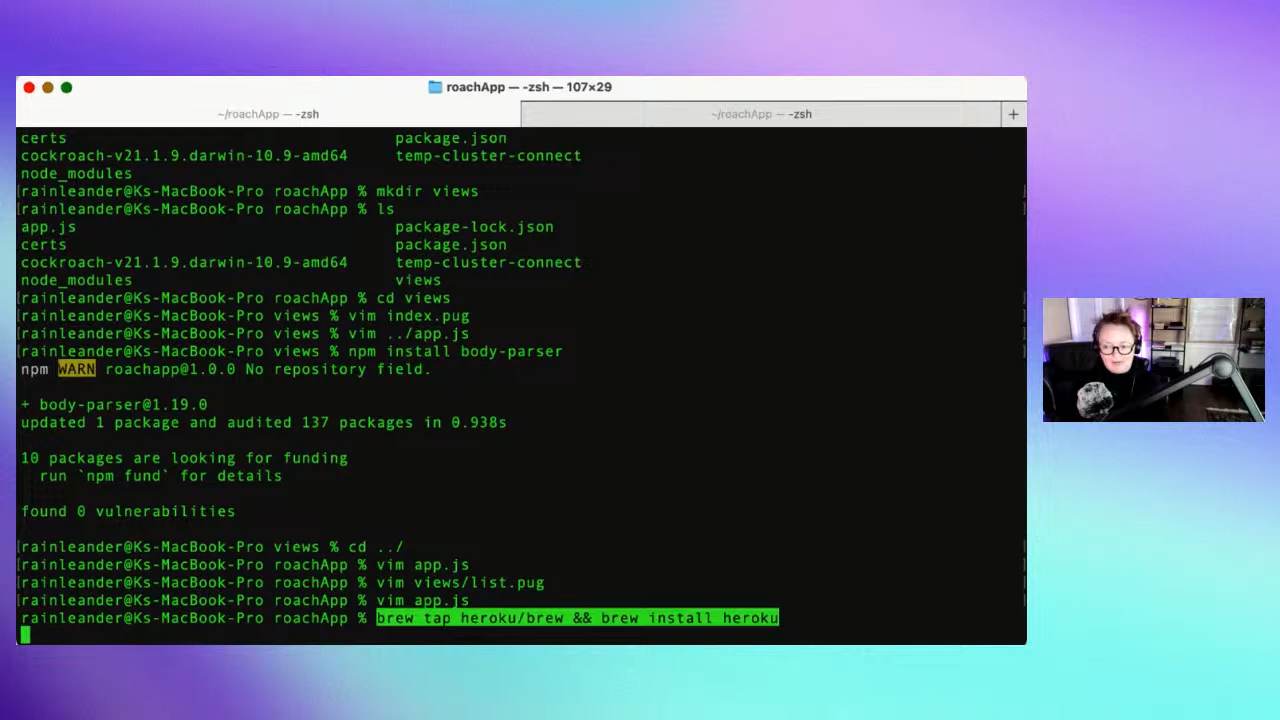 roachApp — -zsh — 107×29
~/roachApp — -zsh ~/roachApp — -zsh +
certs package.json
cockroach-v21.1.9.darwin-10.9-amd64 temp-cluster-connect
node_modules
[rainleander@Ks-MacBook-Pro roachApp % mkdir views ]
[rainleander@Ks-MacBook-Pro roachApp % ls ]
app.js package-lock.json
certs package.json
cockroach-v21.1.9.darwin-10.9-amd64 temp-cluster-connect
node_modules views
[rainleander@Ks-MacBook-Pro roachApp % cd views ]
[rainleander@Ks-MacBook-Pro views % vim index.pug ]
[rainleander@Ks-MacBook-Pro views % vim ../app.js ]
[rainleander@Ks-MacBook-Pro views % npm install body-parser ]
npm WARN roachapp@1.0.0 No repository field.
+ body-parser@1.19.0
updated 1 package and audited 137 packages in 0.938s
10 packages are looking for funding
run `npm fund` for details
found 0 vulnerabilities
[rainleander@Ks-MacBook-Pro views % cd ../ ]
[rainleander@Ks-MacBook-Pro roachApp % vim app.js ]
[rainleander@Ks-MacBook-Pro roachApp % vim views/list.pug ]
[rainleander@Ks-MacBook-Pro roachApp % vim app.js ]
rainleander@Ks-MacBook-Pro roachApp % brew tap heroku/brew && brew install heroku